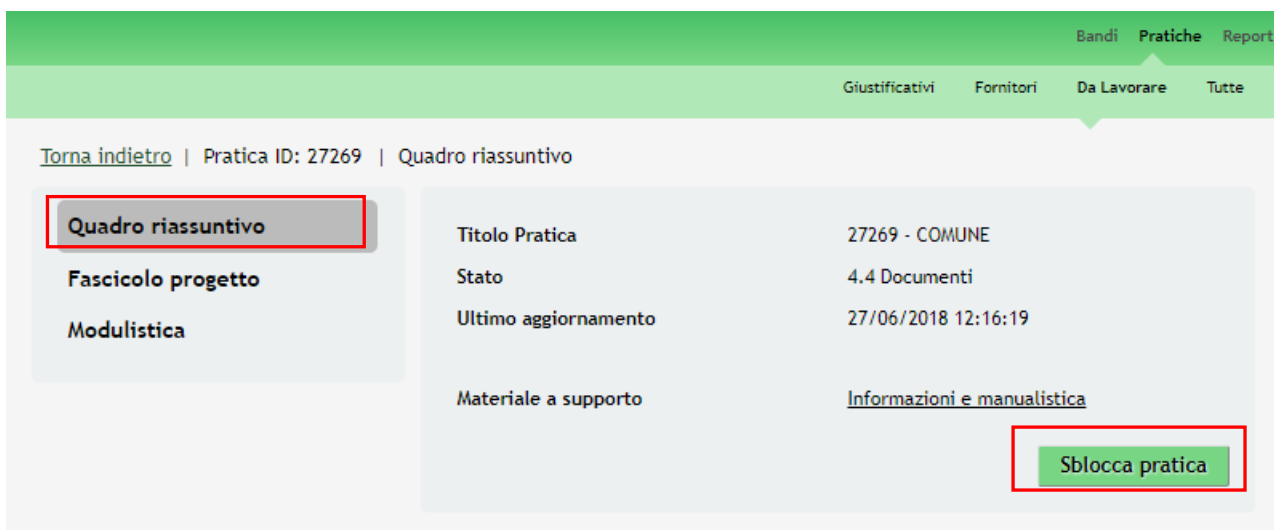 Bandi Pratiche Report
Giustificativi Fornitori Da Lavorare Tutte
Torna indietro | Pratica ID: 27269 | Quadro riassuntivo
Quadro riassuntivo
Fascicolo progetto
Modulistica
Titolo Pratica 27269 - COMUNE
Stato 4.4 Documenti
Ultimo aggiornamento 27/06/2018 12:16:19
Materiale a supporto Informazioni e manualistica
Sblocca pratica